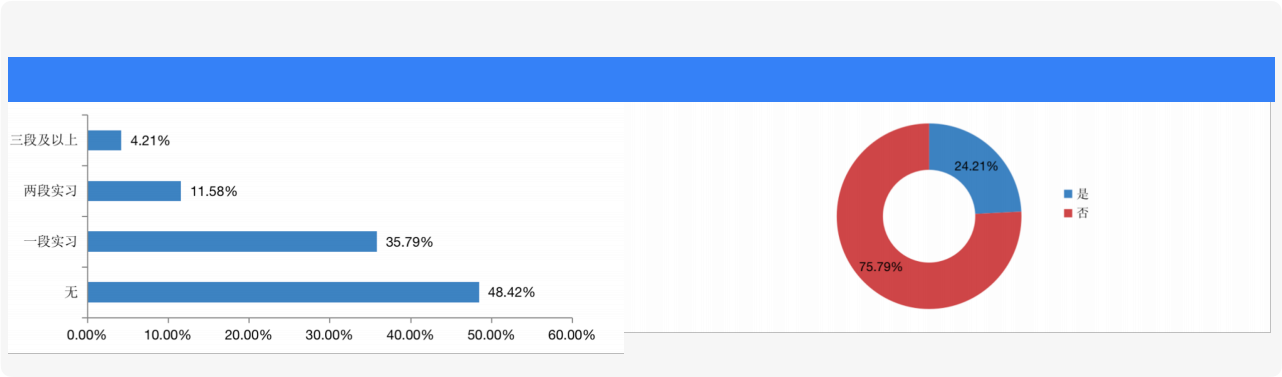 三段及以上 4.21%
两段实习 11.58%
一段实习 35.79%
无 48.42%
0.00% 10.00% 20.00% 30.00% 40.00% 50.00% 60.00%
24.21%
75.79%
是
否